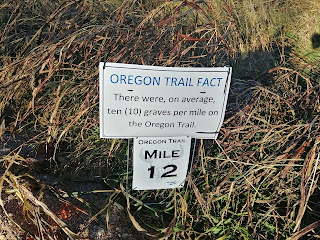 OREGON TRAIL FACT
There were, on average,
ten (10) graves per mile on
the Oregon Trail.
OREGON TRAIL
MILE
12